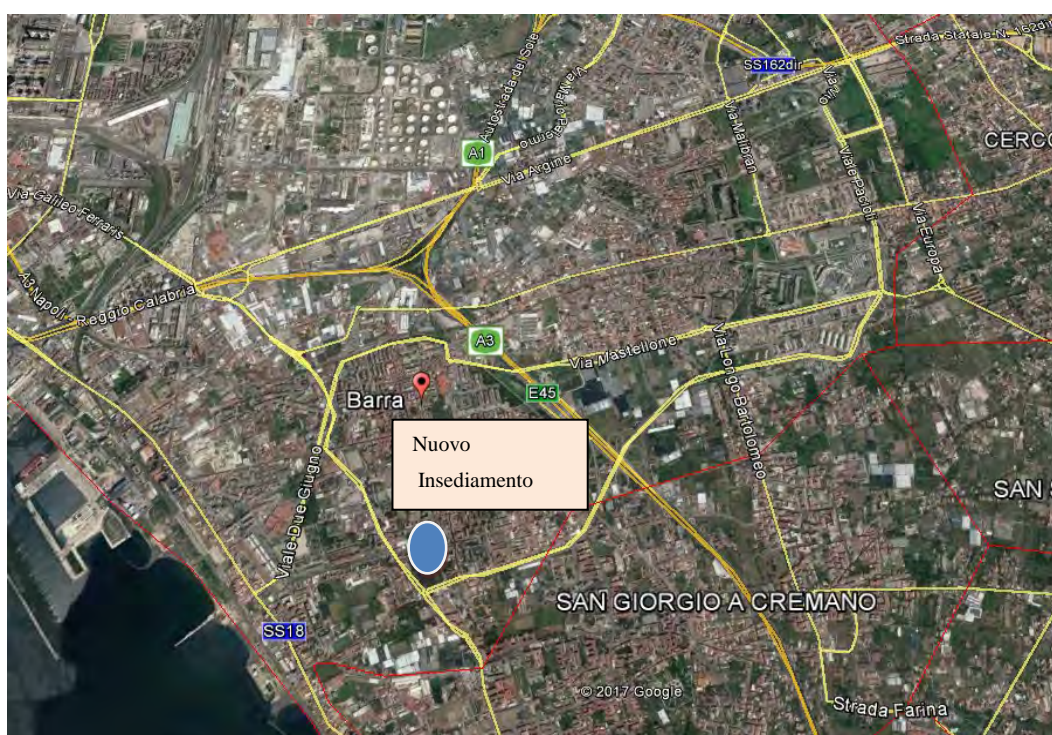 Strada Statale N. 162dir
SS162dir
Autostrada del Sole
A1
Via Argine
Via Malibran
Viale Pacioli
CERCO
Via Europa
Via Galileo Ferraris
A3 Napoli - Reggio Calabria
A3
Via Mastellone
Via Longo Bartolomeo
E45
Barra
Nuovo
Insediamento
SAN S
Viale Due Giugno
SAN GIORGIO A CREMANO
SS18
© 2017 Google
Strada Farina